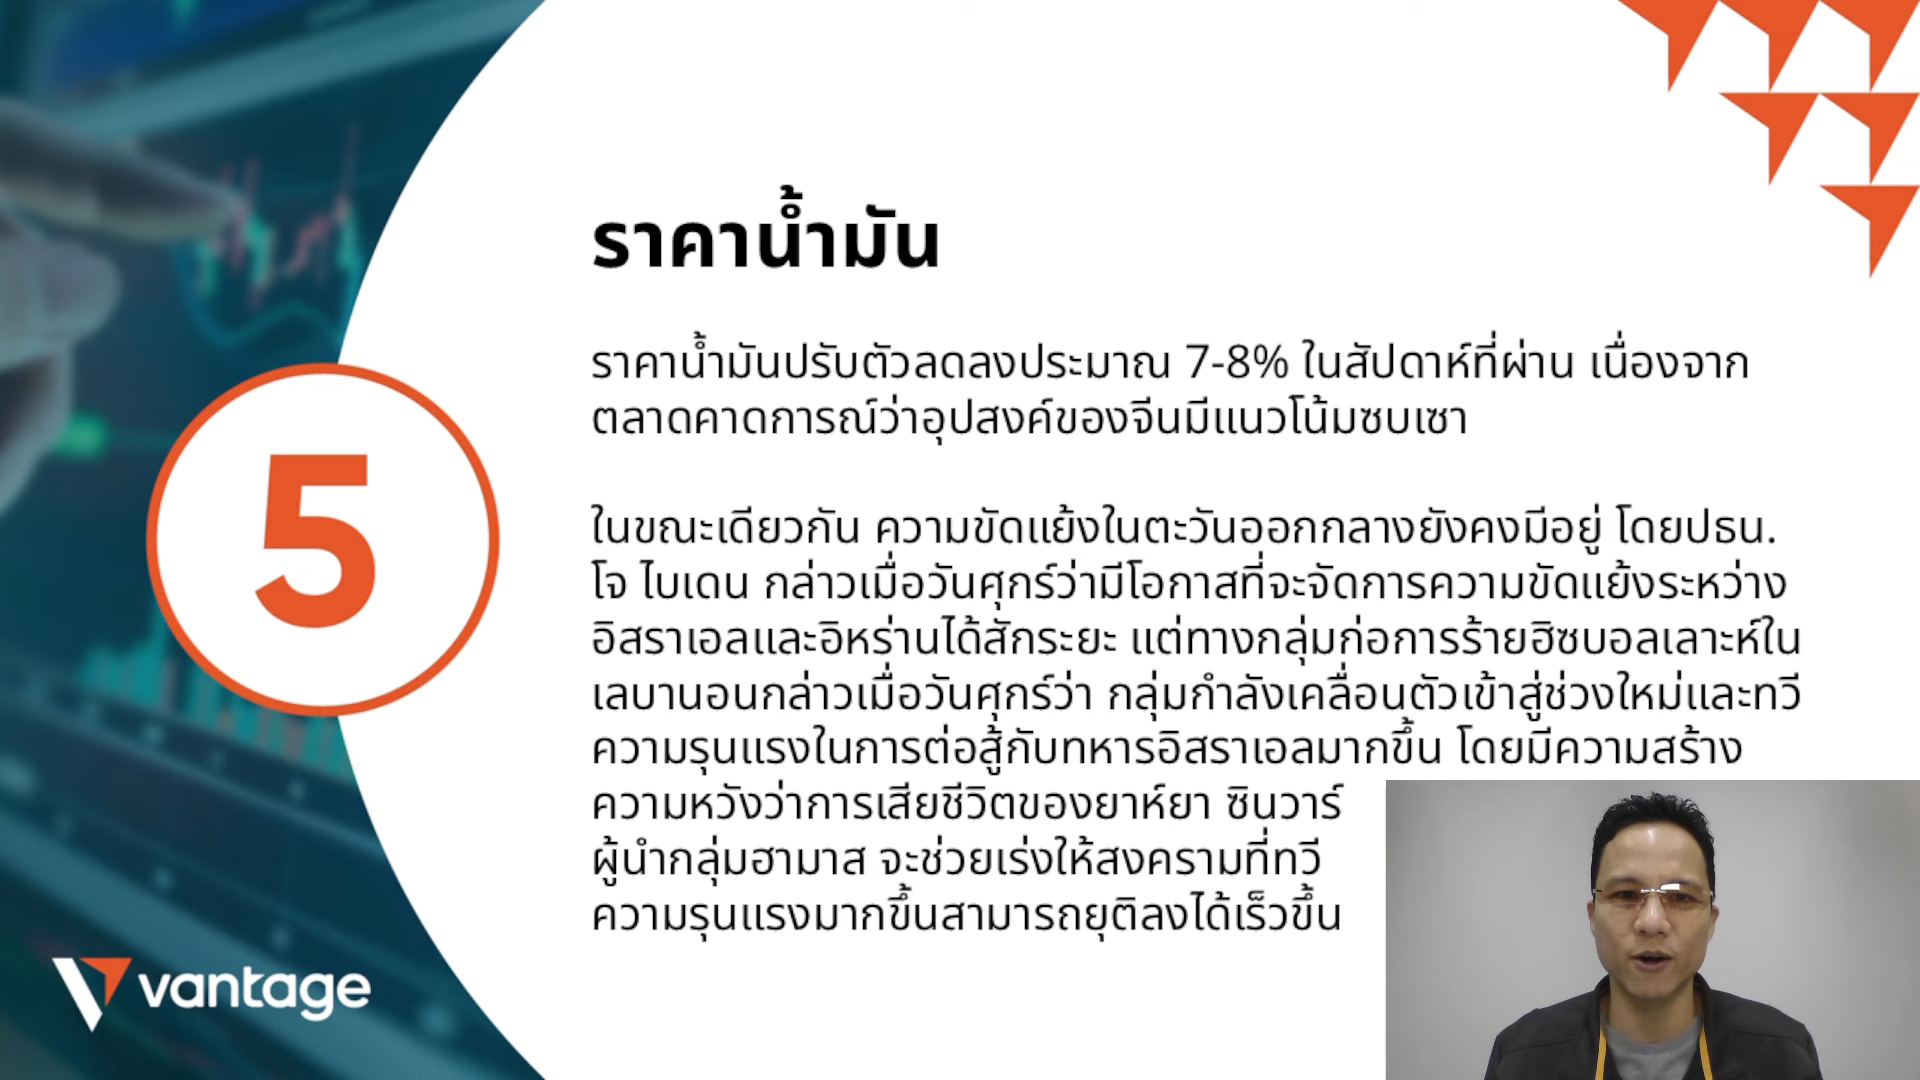 ราคาน้ำมัน
ราคาน้ำมันปรับตัวลดลงประมาณ 7-8% ในสัปดาห์ที่ผ่าน เนื่องจาก
ตลาดคาดการณ์ว่าอุปสงค์ของจีนมีแนวโน้มซบเซา
ในขณะเดียวกัน ความขัดแย้งในตะวันออกกลางยังคงมีอยู่ โดยปธน.
โจ ไบเดน กล่าวเมื่อวันศุกร์ว่ามีโอกาสที่จะจัดการความขัดแย้งระหว่าง
อิสราเอลและอิหร่านได้สักระยะ แต่ทางกลุ่มก่อการร้ายฮิซบอลเลาะห์ใน
เลบานอนกล่าวเมื่อวันศุกร์ว่า กลุ่มกำลังเคลื่อนตัวเข้าสู่ช่วงใหม่และทวี
ความรุนแรงในการต่อสู้กับทหารอิสราเอลมากขึ้น โดยมีความสร้าง
ความหวังว่าการเสียชีวิตของยาห์ยา ซินวาร์
ผู้นำกลุ่มฮามาส จะช่วยเร่งให้สงครามที่ทวี
ความรุนแรงมากขึ้นสามารถยุติลงได้เร็วขึ้น
5
vantage